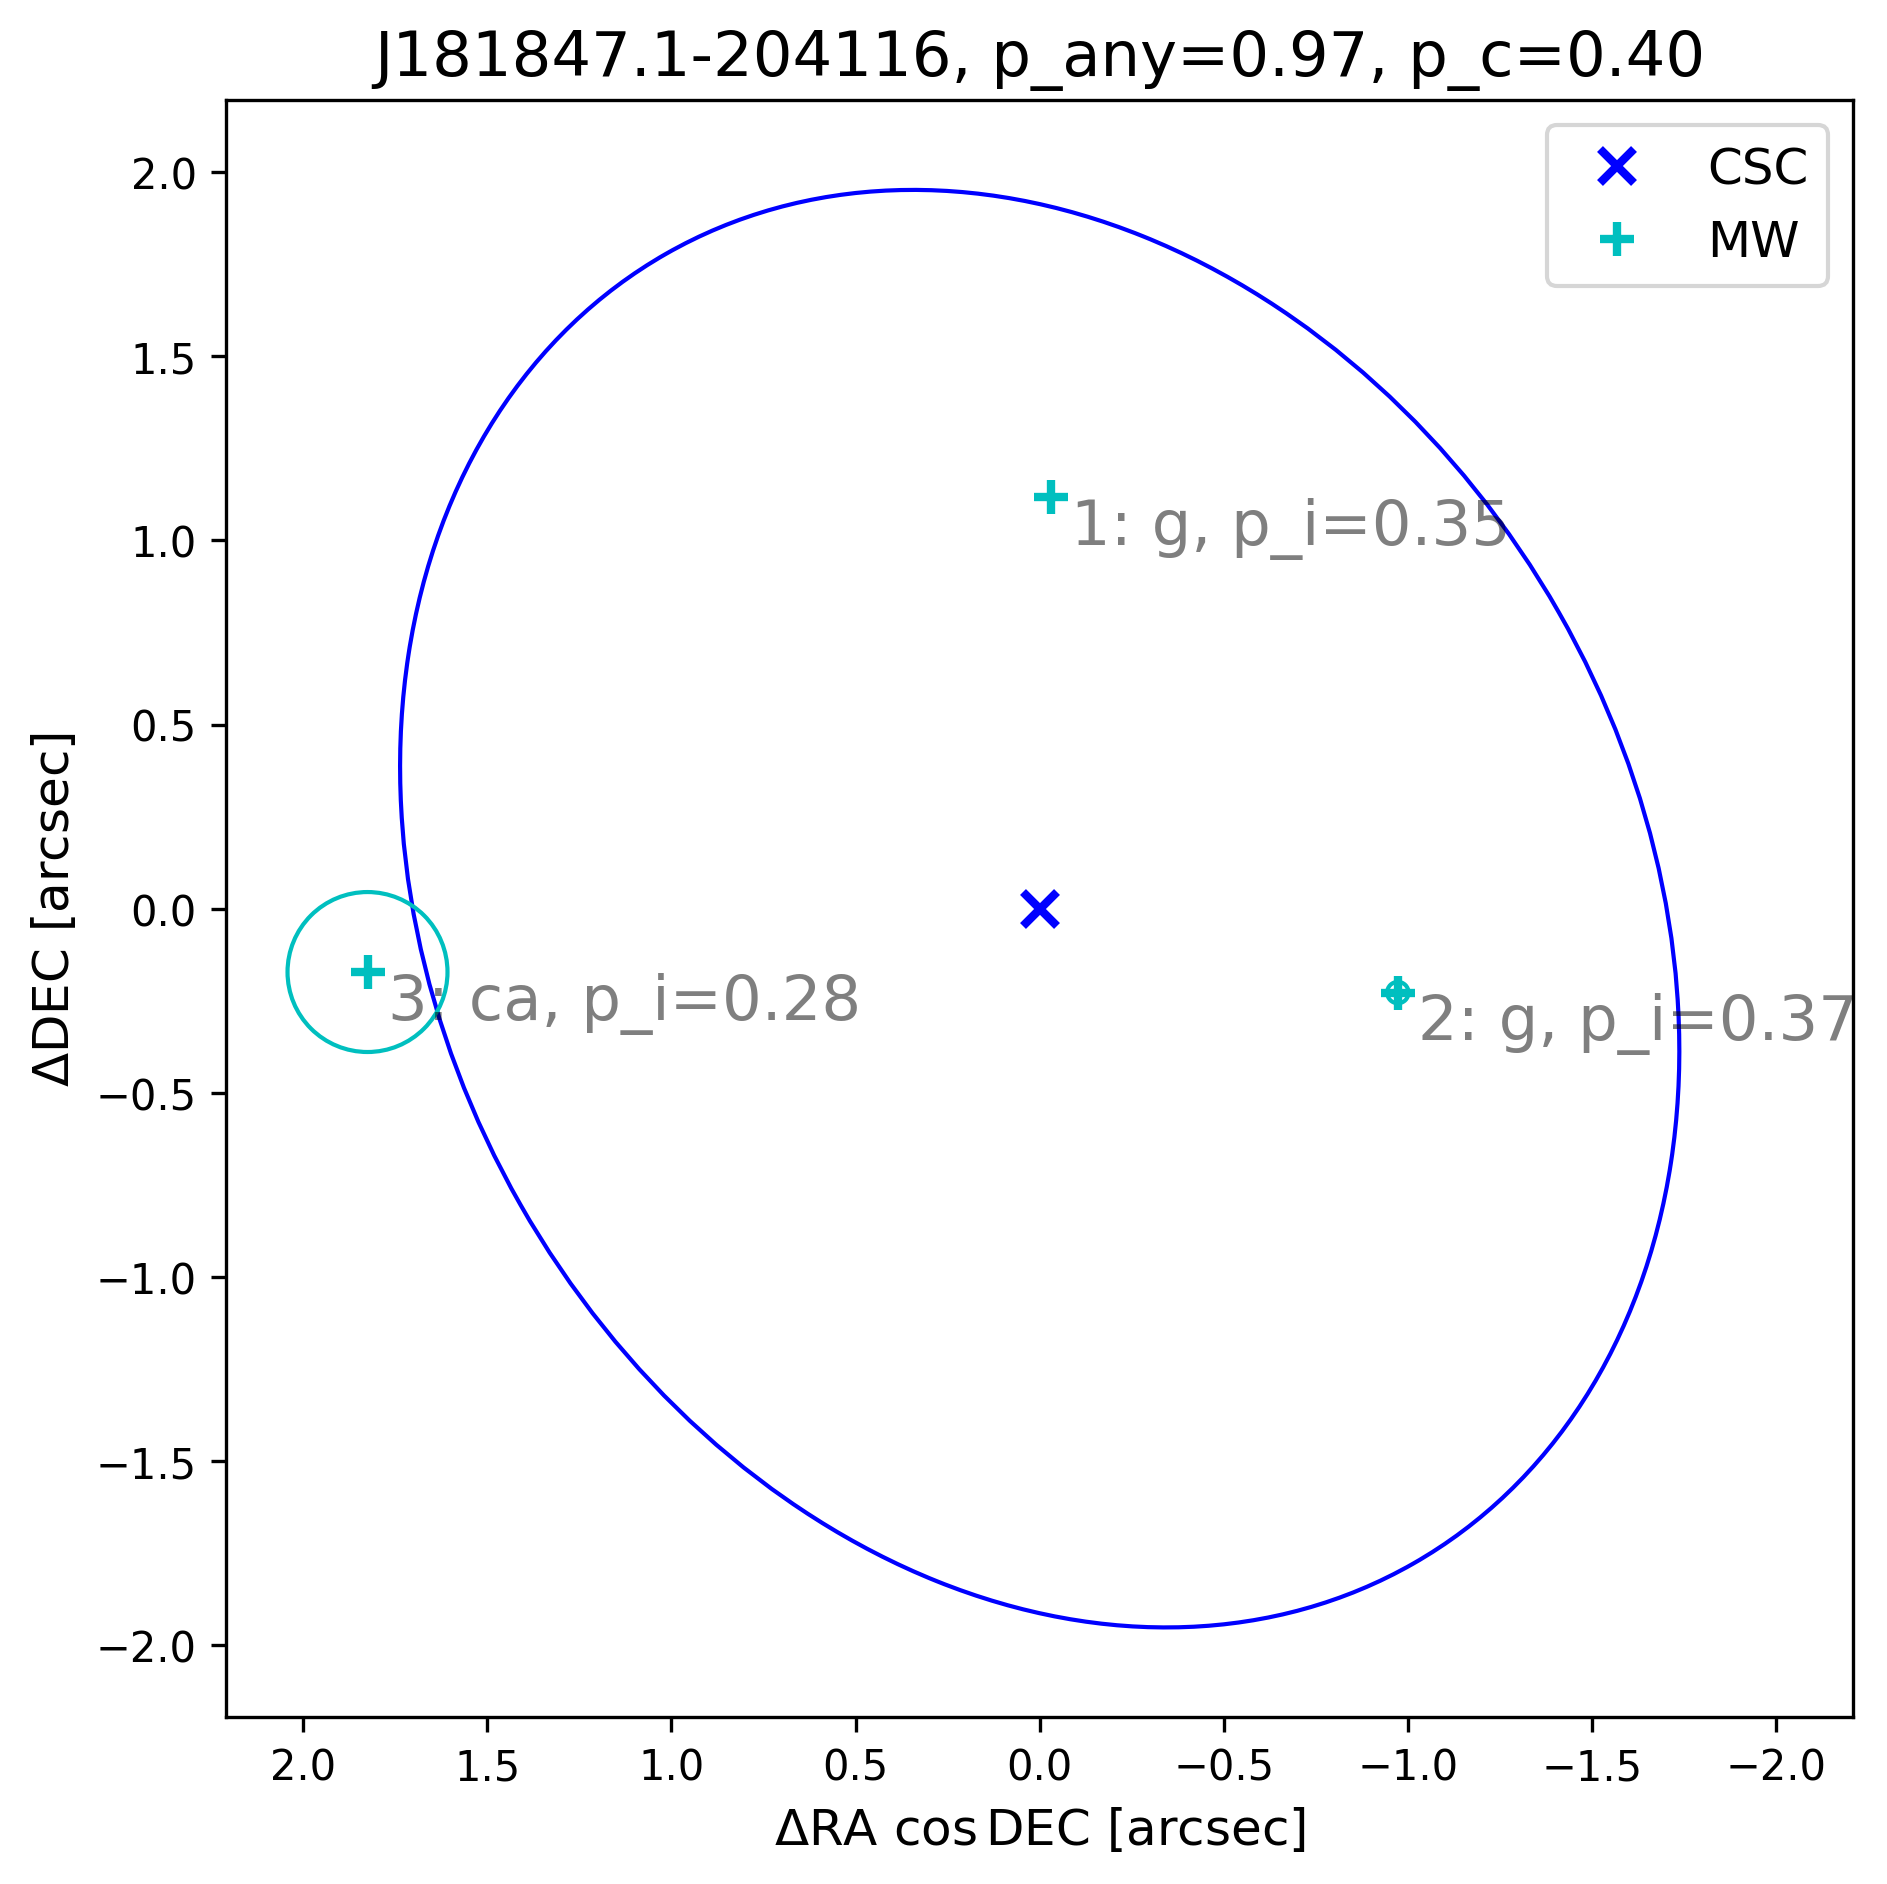 J181847.1-204116, p_any=0.97, p_c=0.40
CSC
MW
2.0
1.5
1.0
0.5
0.0
−0.5
−1.0
−1.5
−2.0
ΔDEC [arcsec]
1: g, p_i=0.35
3: ca, p_i=0.28
2: g, p_i=0.37
2.0 1.5 1.0 0.5 0.0 −0.5 −1.0 −1.5 −2.0
ΔRA cos DEC [arcsec]